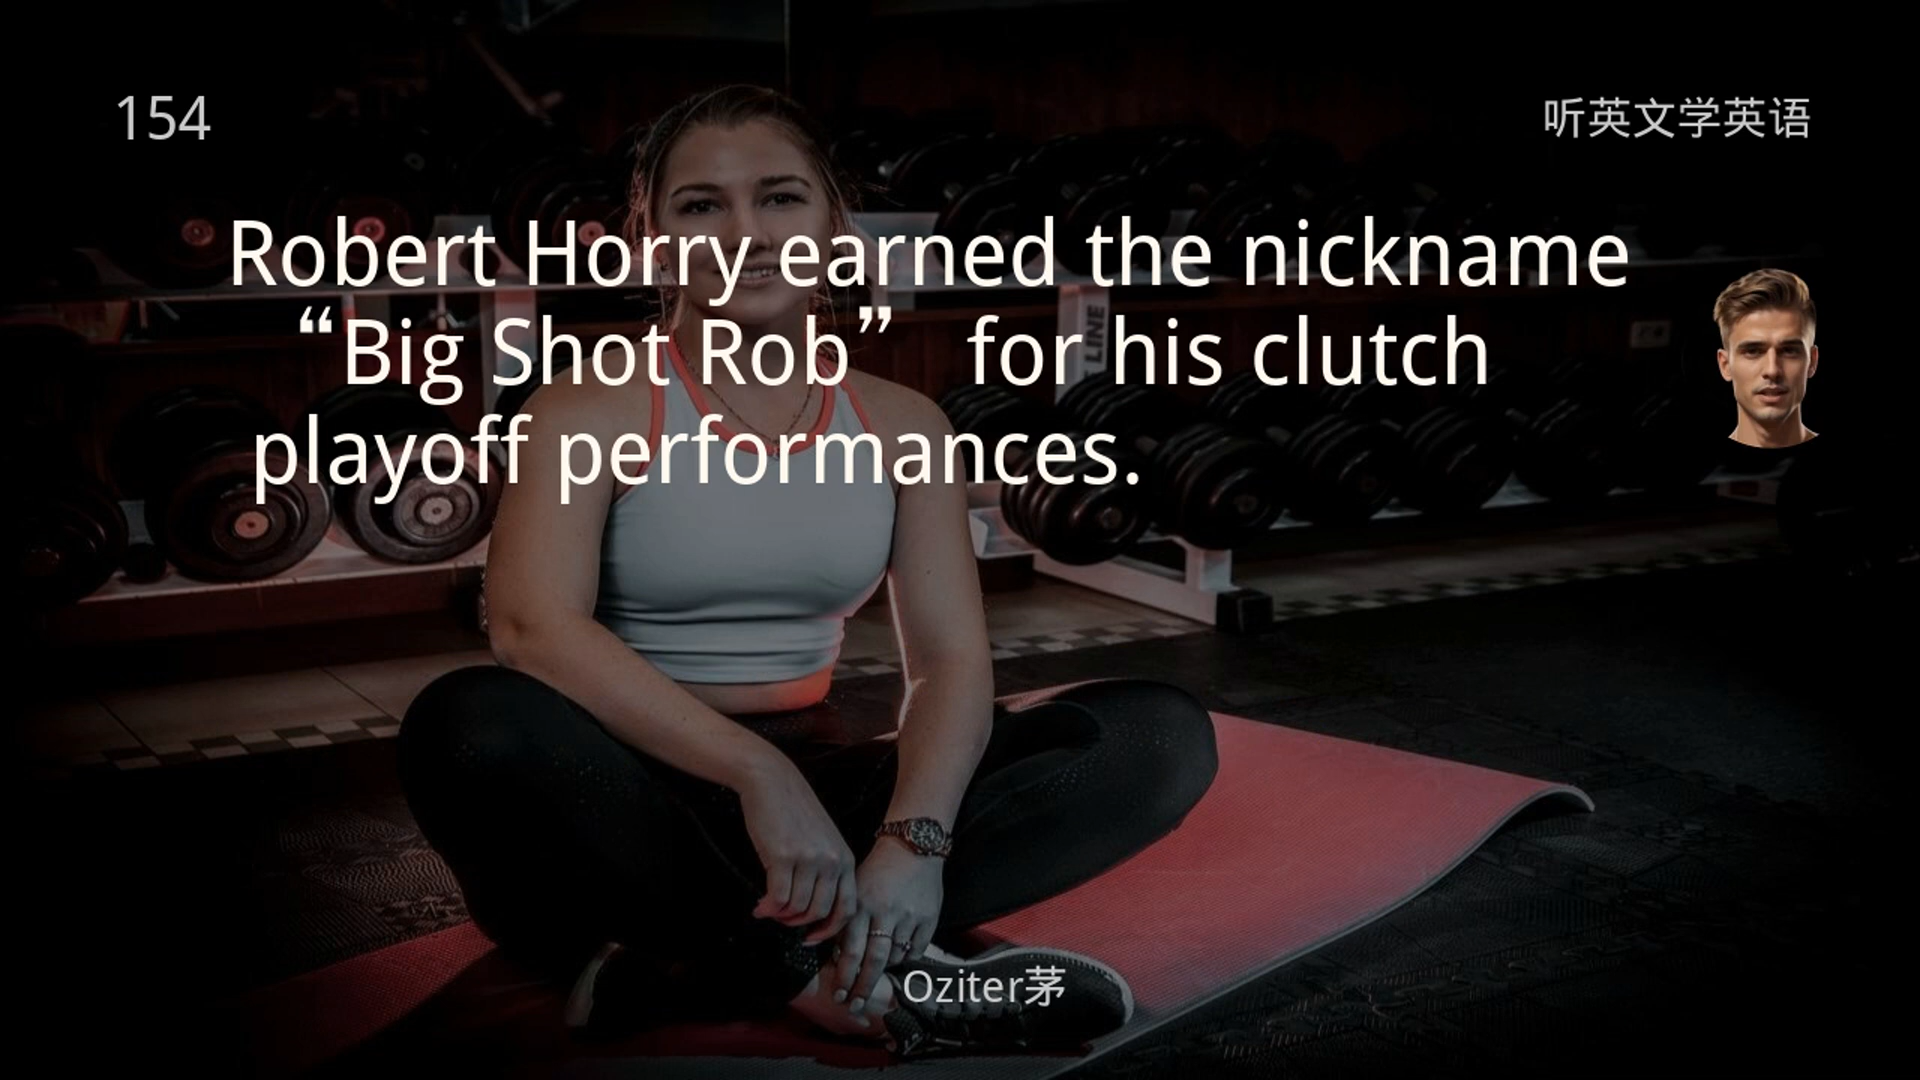 154
听英文学英语
Robert Horry earned the nickname
“Big Shot Rob” for his clutch
playoff performances.
LINE
Oziter茅